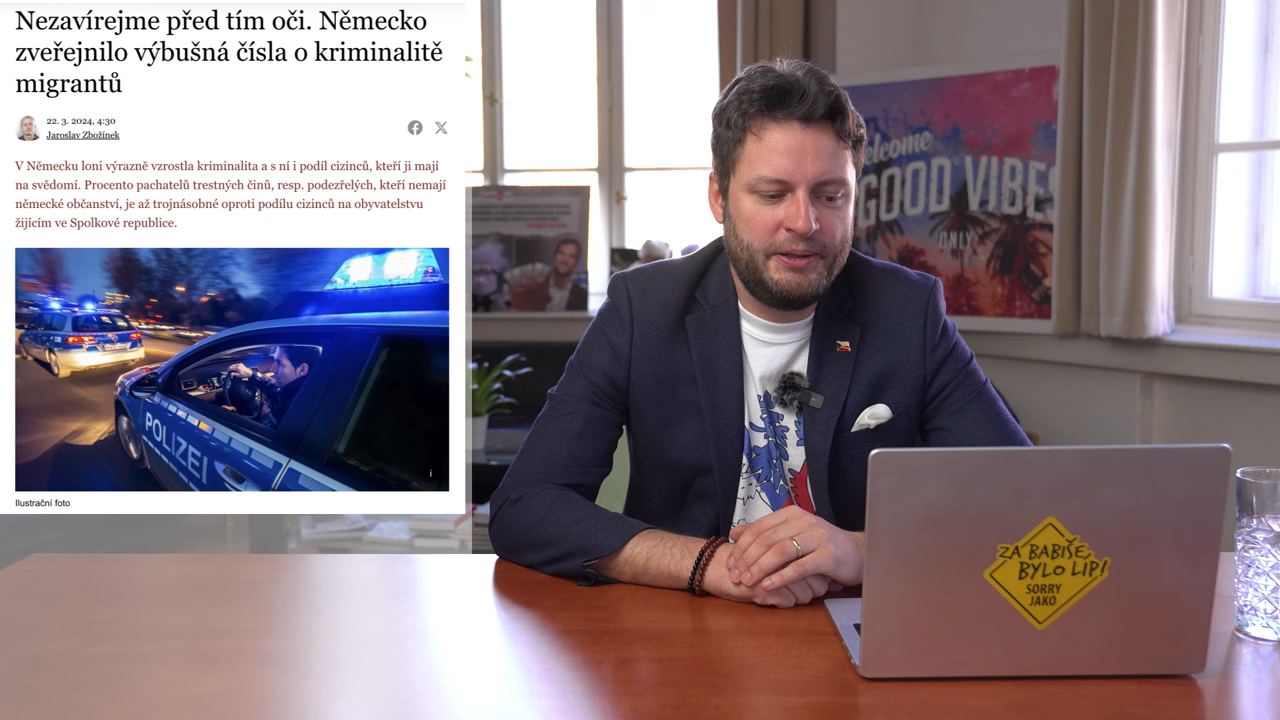 Nezavírejme před tím oči. Německo
zveřejnilo výbušná čísla o kriminalitě
migrantů
22. 3. 2024, 4:30
Jaroslav Zbožínek
V Německu loni výrazně vzrostla kriminalita a s ní i podíl cizinců, kteří ji mají
na svědomí. Procento pachatelů trestných činů, resp. podezřelých, kteří nemají
německé občanství, je až trojnásobné oproti podílu cizinců na obyvatelstvu
žijícím ve Spolkové republice.
POLIZEI
Ilustrační foto
Welcome
GOOD VIBES
ONLY
ZA BABIŠE,
BYLO LIP!
SORRY
JAKO